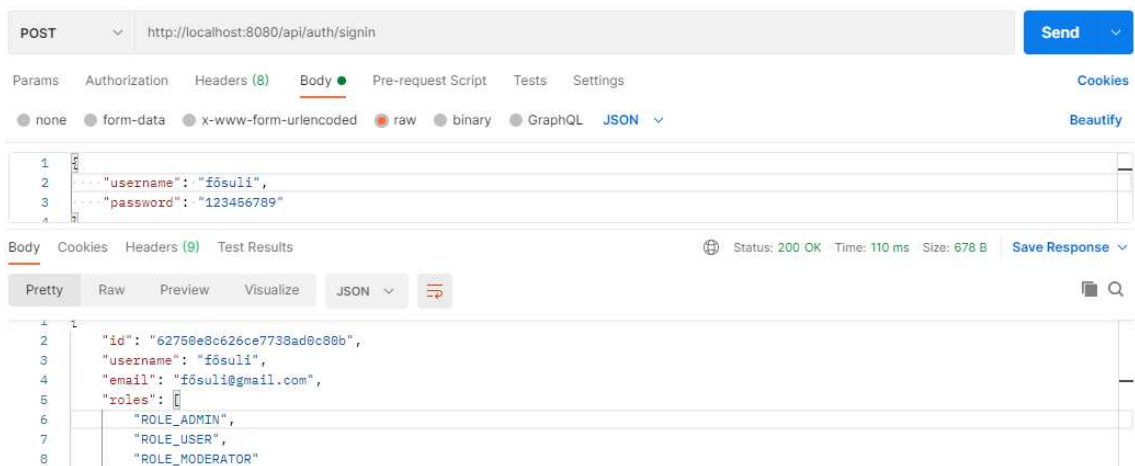 POST http://localhost:8080/api/auth/signin Send
Params Authorization Headers (8) Body Pre-request Script Tests Settings Cookies
none form-data x-www-form-urlencoded raw binary GraphQL JSON Beautify
1 {
2 "username": "fősuli",
3 "password": "123456789"
4 }
Body Cookies Headers (9) Test Results Status: 200 OK Time: 110 ms Size: 678 B Save Response
Pretty Raw Preview Visualize JSON
1 {
2 "id": "62750e8c626ce7738ad0c80b",
3 "username": "fősuli",
4 "email": "fősuli@gmail.com",
5 "roles": [
6 "ROLE_ADMIN",
7 "ROLE_USER",
8 "ROLE_MODERATOR"